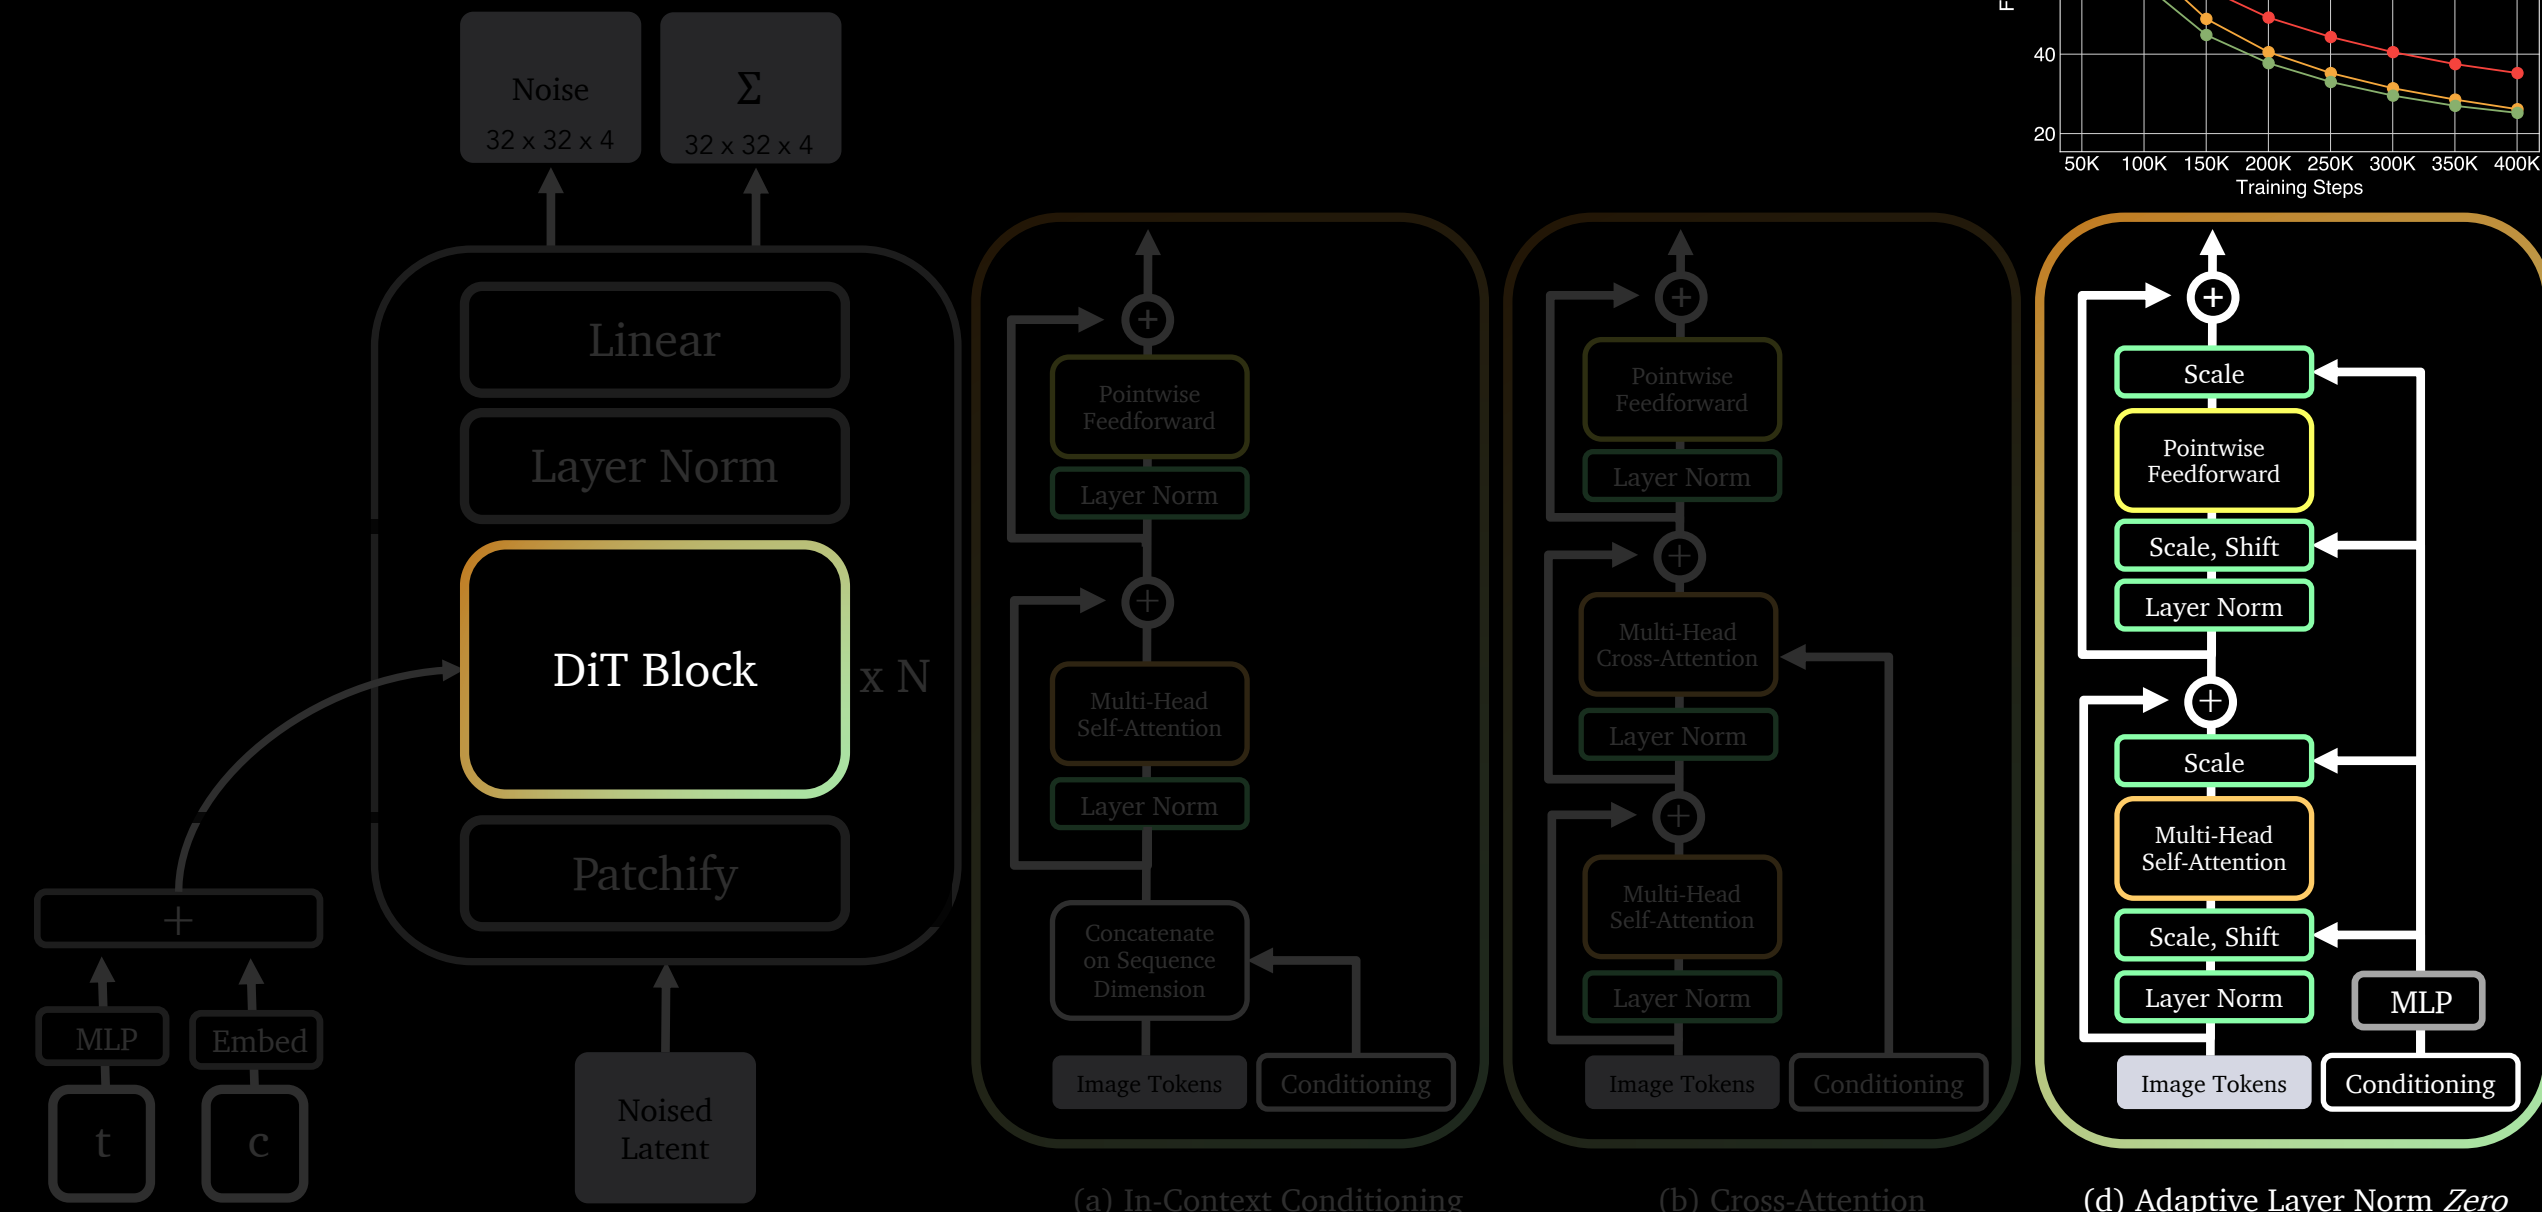 Noise
32 x 32 x 4
Σ
32 x 32 x 4
Linear
Layer Norm
DiT Block
x N
Patchify
+
MLP
Embed
t
c
Noised
Latent
+
Pointwise
Feedforward
Layer Norm
+
Multi-Head
Self-Attention
Layer Norm
Concatenate
on Sequence
Dimension
Image Tokens
Conditioning
(a) In-Context Conditioning
+
Pointwise
Feedforward
Layer Norm
+
Multi-Head
Cross-Attention
Layer Norm
+
Multi-Head
Self-Attention
Layer Norm
Image Tokens
Conditioning
(b) Cross-Attention
F
40
20
50K 100K 150K 200K 250K 300K 350K 400K
Training Steps
+
Scale
Pointwise
Feedforward
Scale, Shift
Layer Norm
+
Scale
Multi-Head
Self-Attention
Scale, Shift
Layer Norm
MLP
Image Tokens
Conditioning
(d) Adaptive Layer Norm Zero